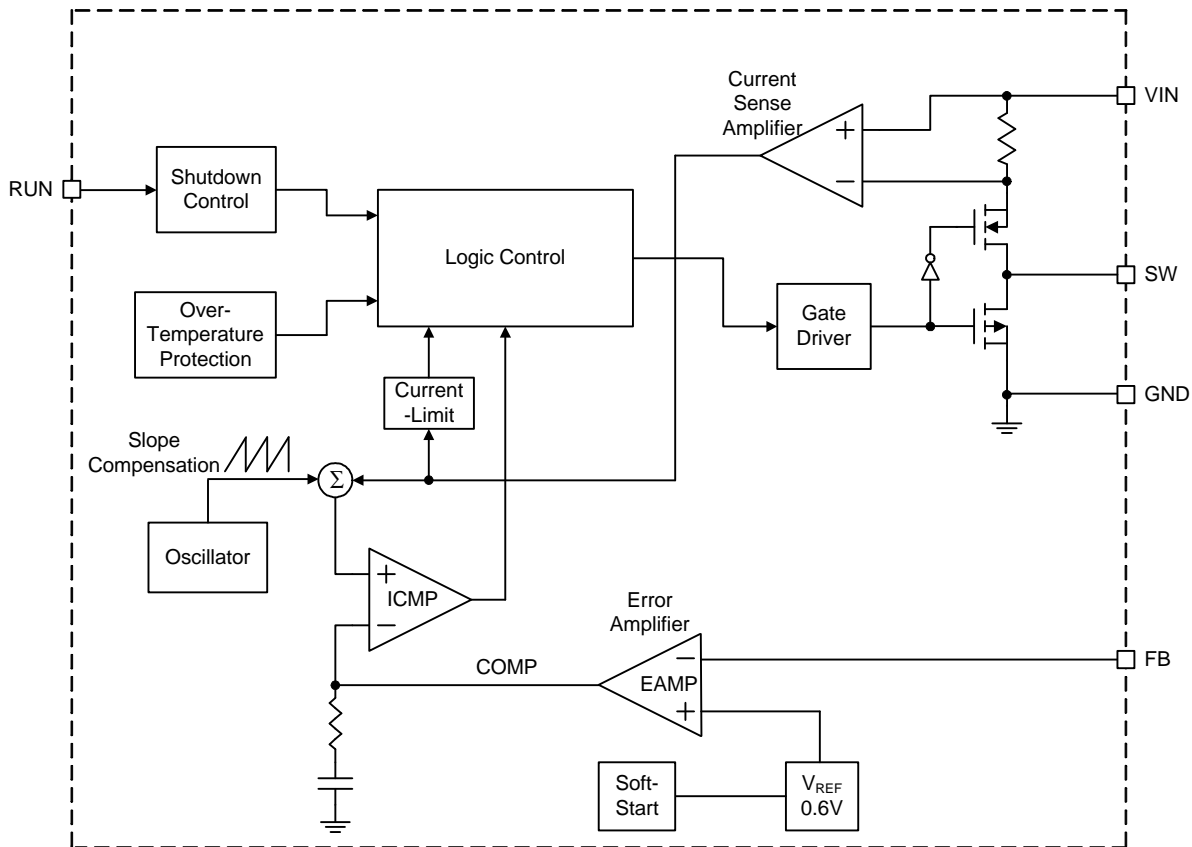 Current
Sense
Amplifier
+
−
VIN
RUN
Shutdown
Control
Logic Control
SW
Over-
Temperature
Protection
Gate
Driver
Current
-Limit
GND
Slope
Compensation
Σ
Oscillator
+
ICMP
−
Error
Amplifier
COMP
−
EAMP
+
FB
Soft-
Start
VREF
0.6V